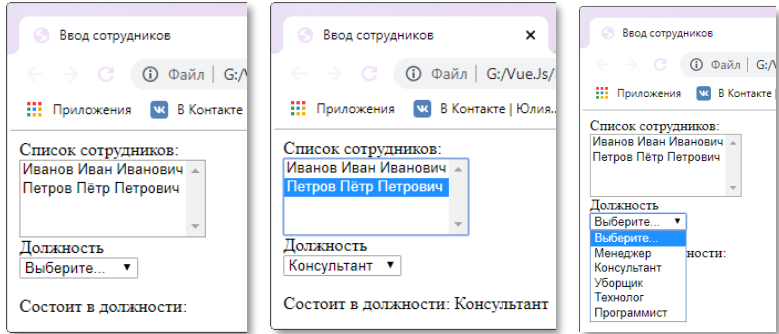 Ввод сотрудников
Файл | G:/
Приложения В Контакте
Список сотрудников:
Иванов Иван Иванович
Петров Пётр Петрович
Должность
Выберите...
Состоит в должности:
Ввод сотрудников
Файл | G:/Vue.Js/
Приложения В Контакте | Юлия..
Список сотрудников:
Иванов Иван Иванович
Петров Пётр Петрович
Должность
Консультант
Состоит в должности: Консультант
Ввод сотрудников
Файл | G:/
Приложения В Контакте |
Список сотрудников:
Иванов Иван Иванович
Петров Пётр Петрович
Должность
Выберите...
Выберите...
Менеджер
Консультант
ности:
Уборщик
Технолог
Программист